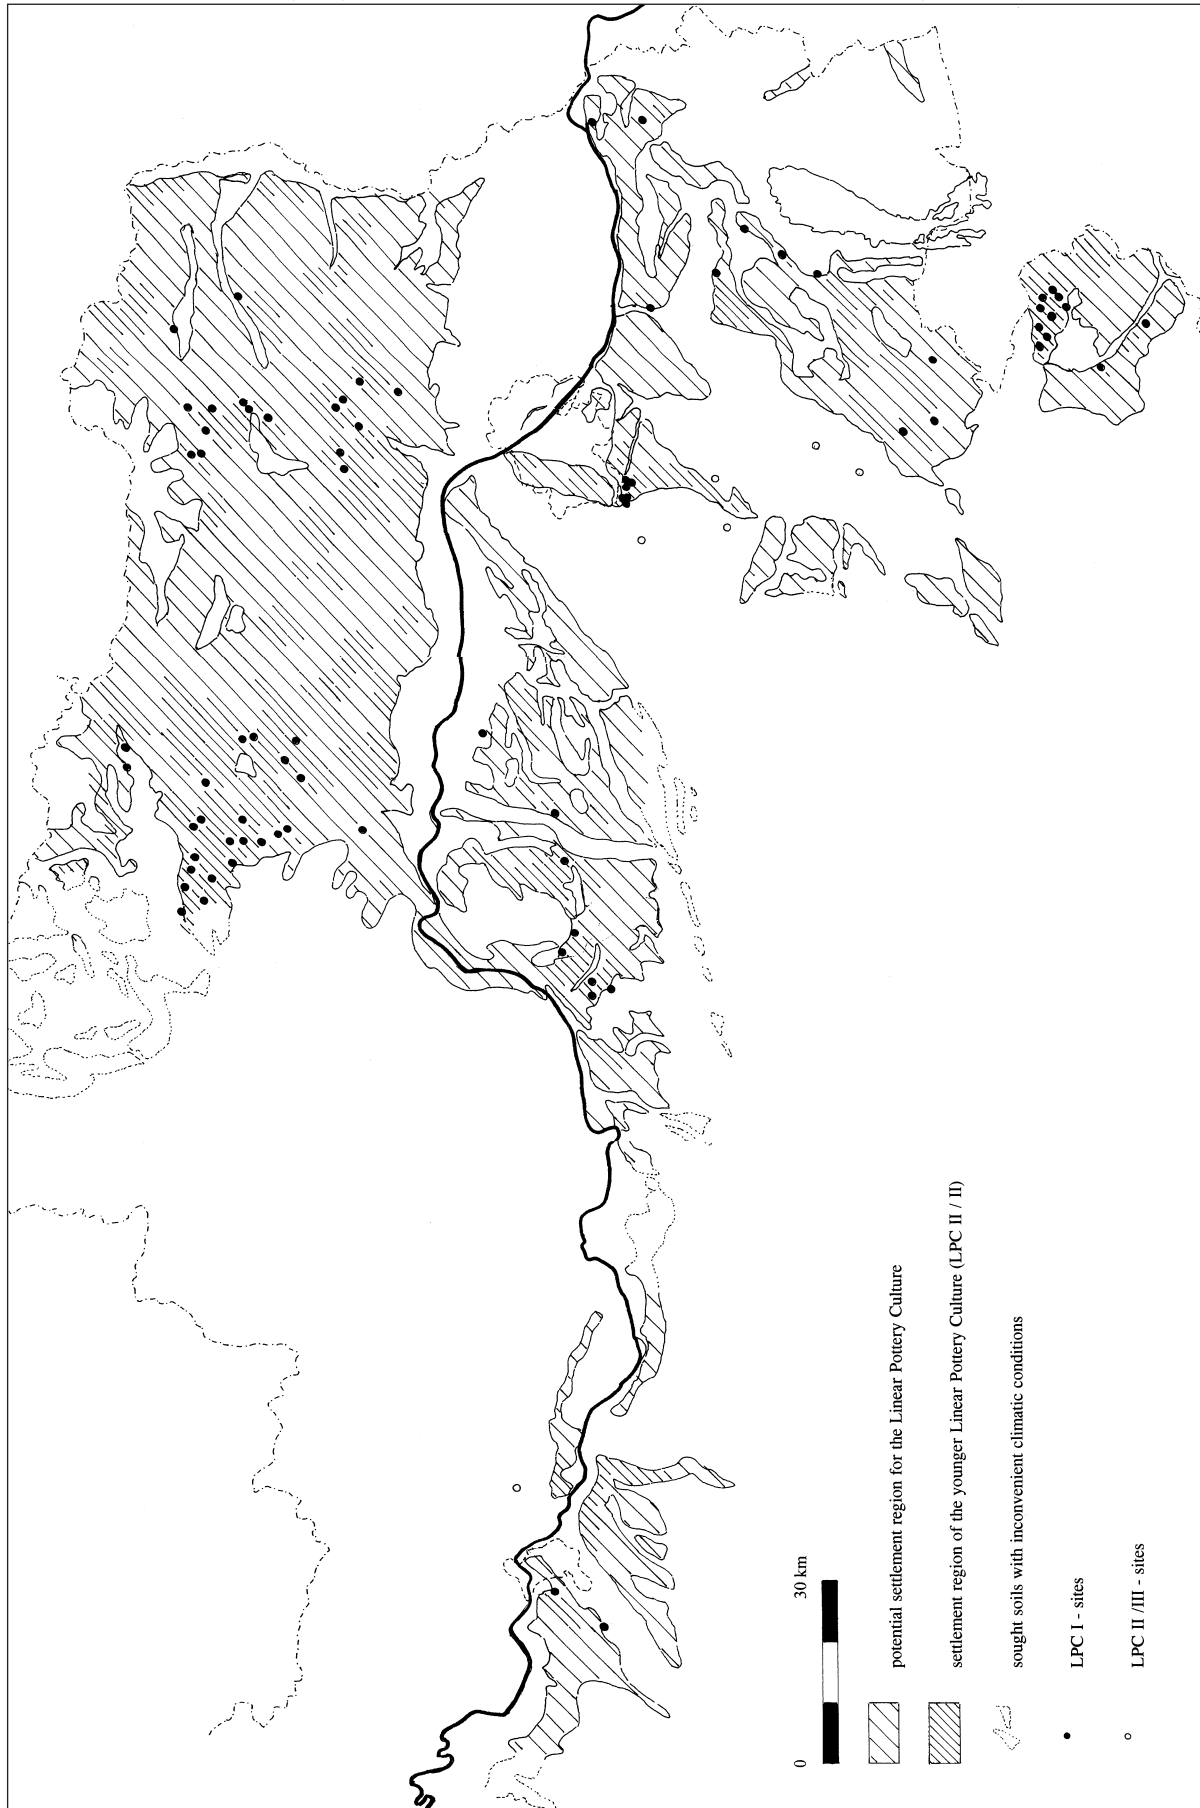 0 30 km
potential settlement region for the Linear Pottery Culture
settlement region of the younger Linear Pottery Culture (LPC II / II)
sought soils with inconvenient climatic conditions
LPC I - sites
LPC II /III - sites